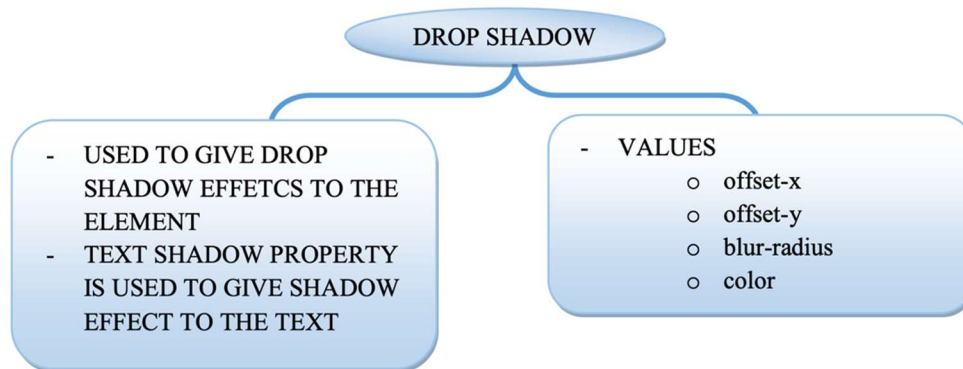 DROP SHADOW
- USED TO GIVE DROP
SHADOW EFFETCS TO THE
ELEMENT
- TEXT SHADOW PROPERTY
IS USED TO GIVE SHADOW
EFFECT TO THE TEXT
- VALUES
o offset-x
o offset-y
o blur-radius
o color